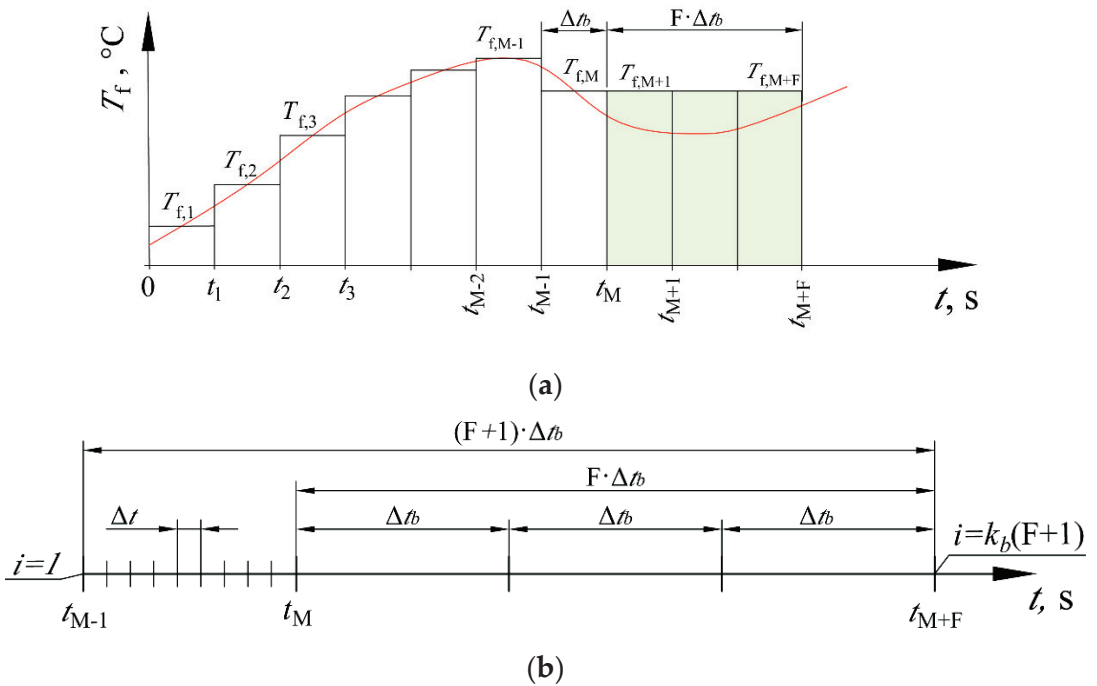 Δt_b F·Δt_b
T_f, °C
T_f,M-1
T_f,M T_f,M+1 T_f,M+F
T_f,3
T_f,2
T_f,1
0 t_1 t_2 t_3 t_M-2 t_M-1 t_M t_M+1 t_M+F
t, s
(a)
(F+1)·Δt_b
F·Δt_b
Δt Δt_b Δt_b Δt_b
i=1 i=k_b(F+1)
t_M-1 t_M t_M+F t, s
(b)